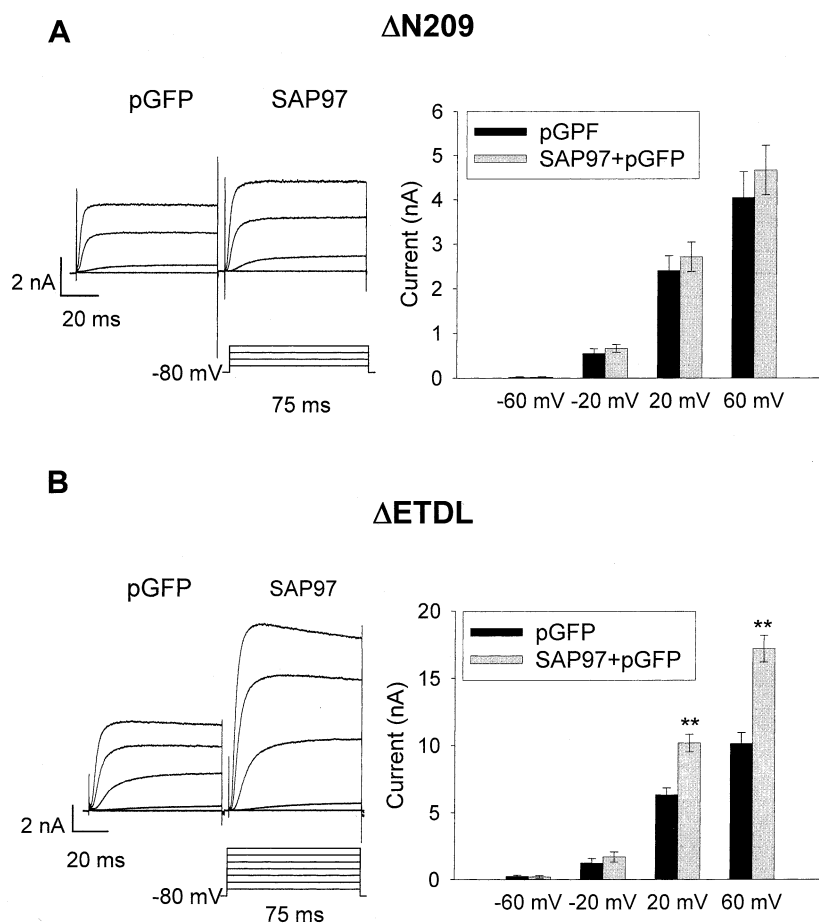 A
ΔN209
pGFP
SAP97
2 nA
20 ms
-80 mV
75 ms
6
5
4
3
2
1
0
Current (nA)
pGPF
SAP97+pGFP
-60 mV
-20 mV
20 mV
60 mV
B
ΔETDL
pGFP
SAP97
2 nA
20 ms
-80 mV
75 ms
20
15
10
5
0
Current (nA)
pGFP
SAP97+pGFP
**
**
-60 mV
-20 mV
20 mV
60 mV